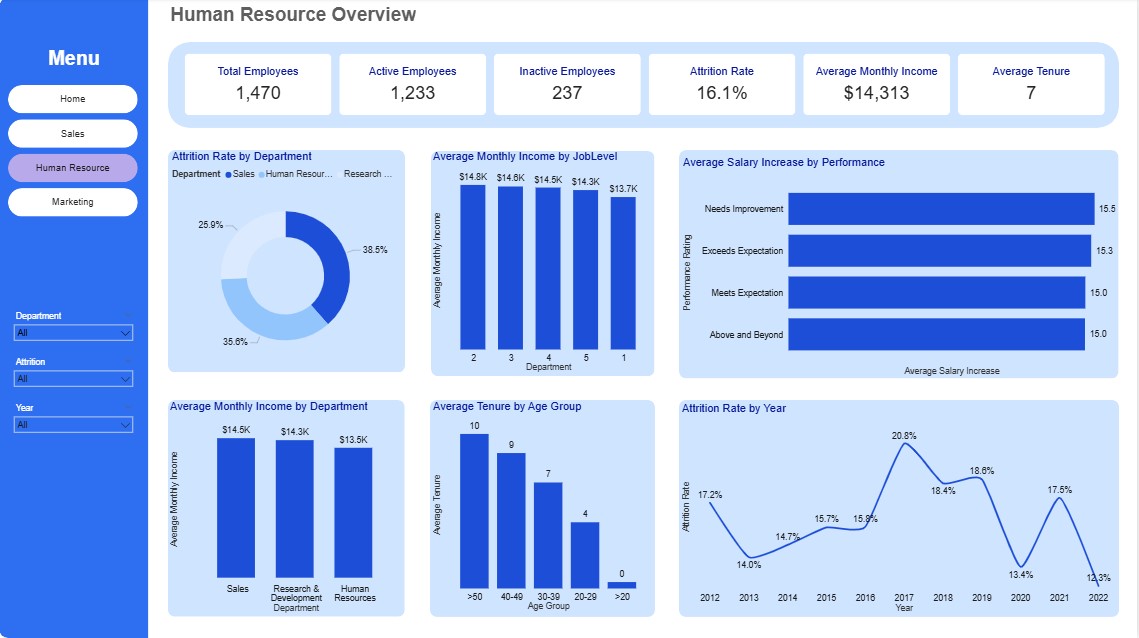 Human Resource Overview
Menu
Home
Sales
Human Resource
Marketing
Department
All
Attrition
All
Year
All
Total Employees
1,470
Active Employees
1,233
Inactive Employees
237
Attrition Rate
16.1%
Average Monthly Income
$14,313
Average Tenure
7
Attrition Rate by Department
Department Sales Human Resour... Research ...
25.9%
38.5%
35.6%
Average Monthly Income by JobLevel
Average Monthly Income
$14.8K $14.6K $14.5K $14.3K $13.7K
2 3 4 5 1
Department
Average Salary Increase by Performance
Performance Rating
Needs Improvement 15.5
Exceeds Expectation 15.3
Meets Expectation 15.0
Above and Beyond 15.0
Average Salary Increase
Average Monthly Income by Department
Average Monthly Income
$14.5K $14.3K $13.5K
Sales Research & Development Human Resources
Department
Average Tenure by Age Group
Average Tenure
10 9 7 4 0
>50 40-49 30-39 20-29 >20
Age Group
Attrition Rate by Year
Attrition Rate
17.2% 14.0% 14.7% 15.7% 15.8% 20.8% 18.4% 18.6% 13.4% 17.5% 12.3%
2012 2013 2014 2015 2016 2017 2018 2019 2020 2021 2022
Year